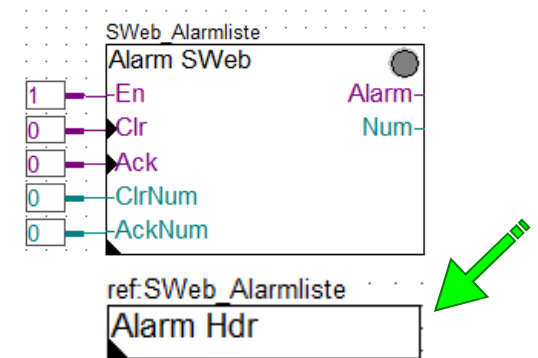 SWeb_Alarmliste
Alarm SWeb
1 En Alarm
0 Clr Num
0 Ack
0 ClrNum
0 AckNum
ref:SWeb_Alarmliste
Alarm Hdr